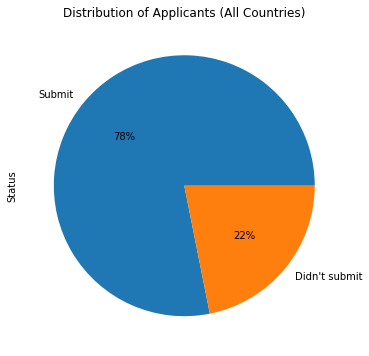 Distribution of Applicants (All Countries)
Submit
78%
Status
22%
Didn't submit